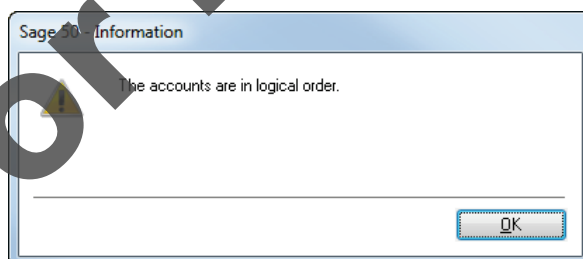 Sage 50 - Information
The accounts are in logical order.
OK